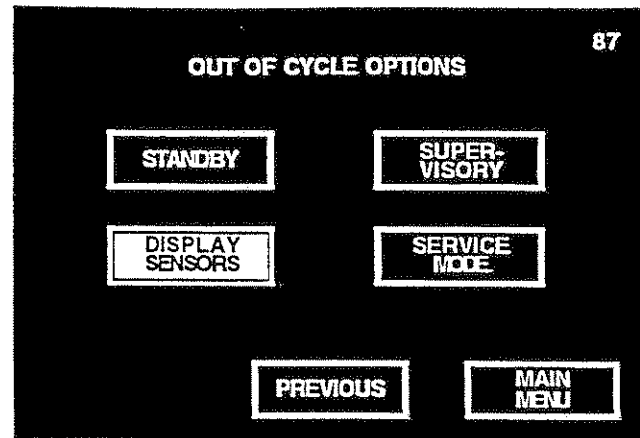 87
OUT OF CYCLE OPTIONS
STANDBY
SUPER-
VISORY
DISPLAY
SENSORS
SERVICE
MODE
PREVIOUS
MAIN
MENU